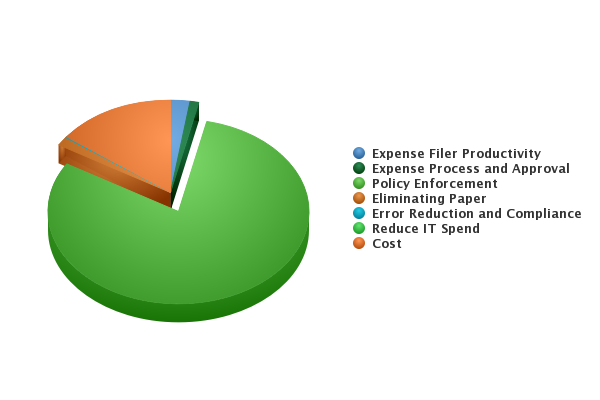 Expense Filer Productivity
Expense Process and Approval
Policy Enforcement
Eliminating Paper
Error Reduction and Compliance
Reduce IT Spend
Cost